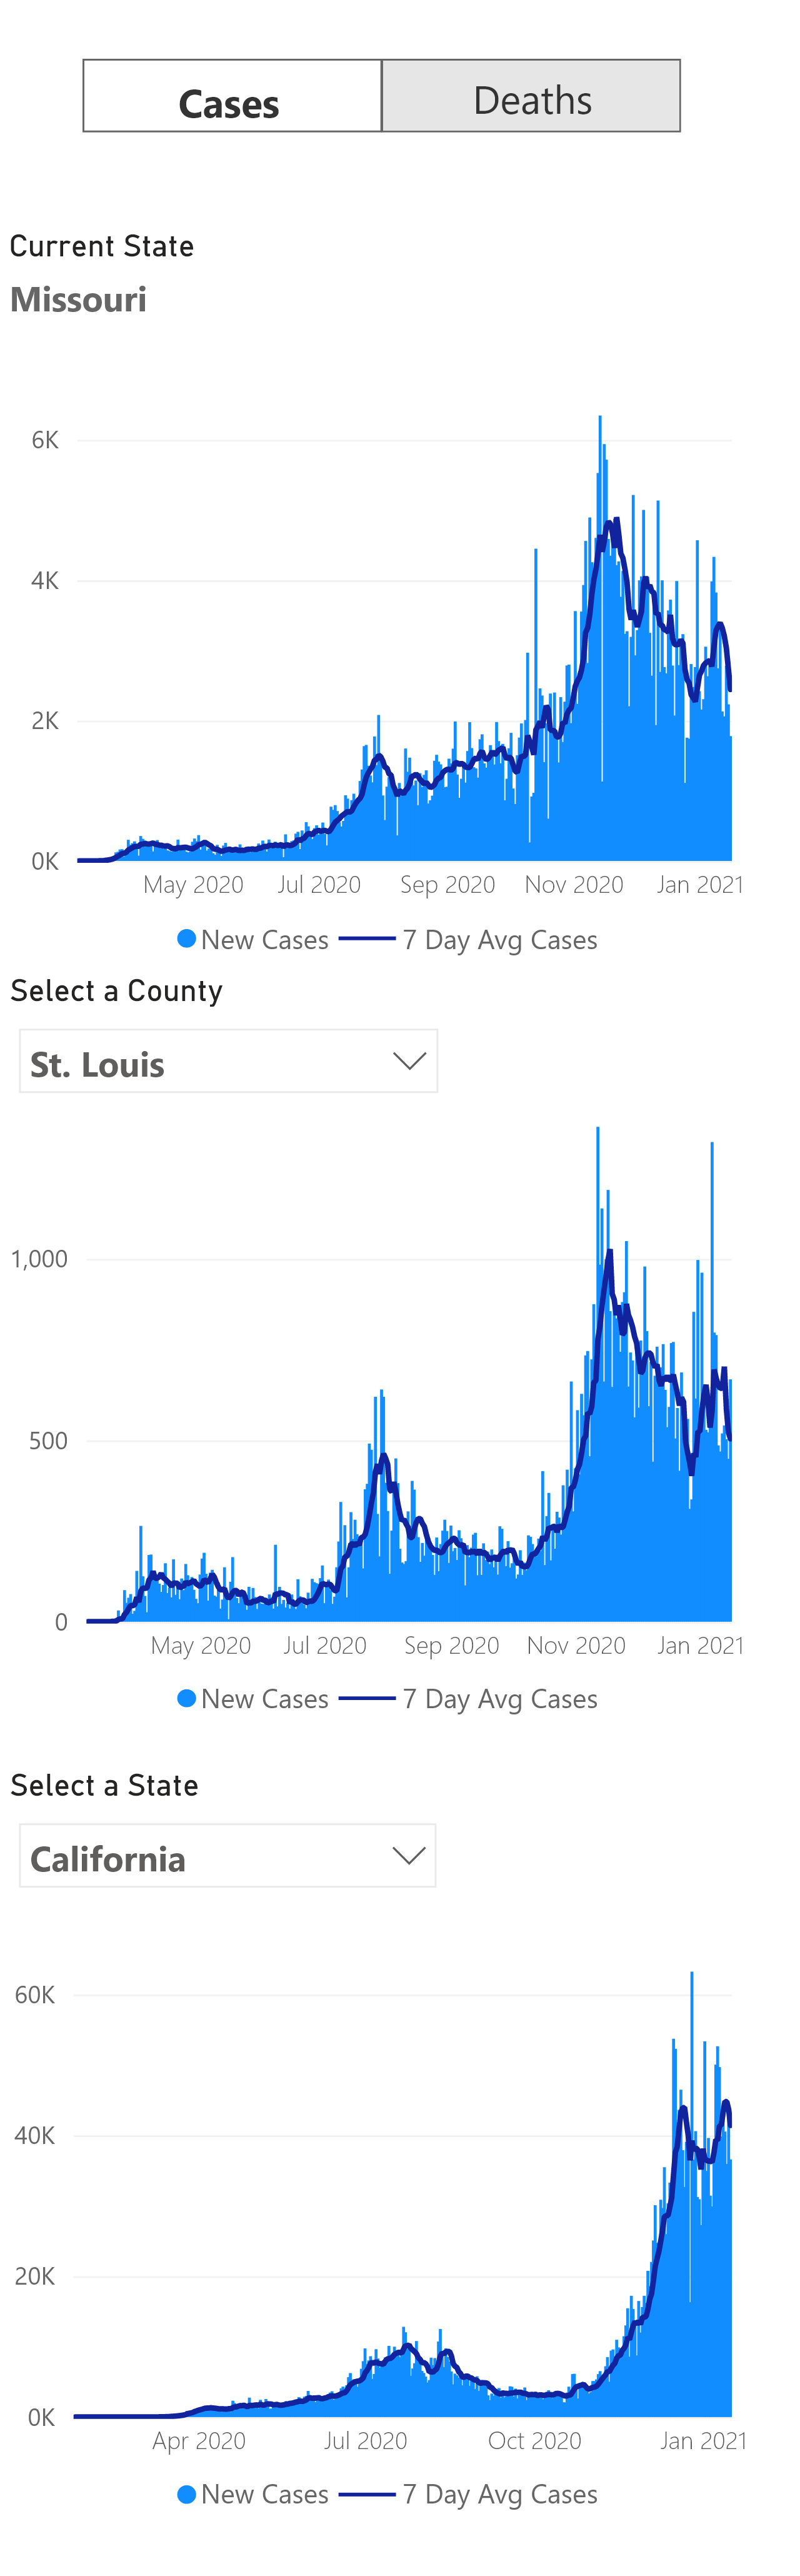 Cases Deaths
Current State
Missouri
6K
4K
2K
0K
May 2020 Jul 2020 Sep 2020 Nov 2020 Jan 2021
New Cases 7 Day Avg Cases
Select a County
St. Louis
1,000
500
0
May 2020 Jul 2020 Sep 2020 Nov 2020 Jan 2021
New Cases 7 Day Avg Cases
Select a State
California
60K
40K
20K
0K
Apr 2020 Jul 2020 Oct 2020 Jan 2021
New Cases 7 Day Avg Cases